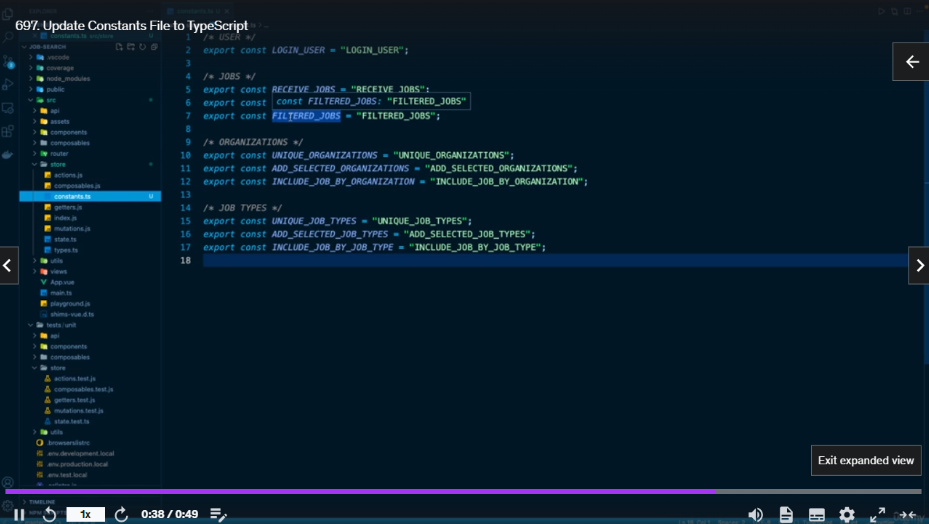 697. Update Constants File to TypeScript
EXPLORER
JOB-SEARCH
.vscode
coverage
node_modules
public
src
api
assets
components
composables
router
store
actions.js
composables.js
constants.ts U
getters.js
index.js
mutations.js
state.ts
types.ts
utils
views
App.vue
main.ts
playground.js
shims-vue.d.ts
tests/unit
api
components
composables
store
actions.test.js
composables.test.js
getters.test.js
mutations.test.js
state.test.ts
utils
.browserslistrc
.env.development.local
.env.production.local
.env.test.local
TIMELINE
1 /* USER */
2 export const LOGIN_USER = "LOGIN_USER";
3
4 /* JOBS */
5 export const RECEIVE_JOBS = "RECEIVE_JOBS";
6 export const
const FILTERED_JOBS: "FILTERED_JOBS"
7 export const FILTERED_JOBS = "FILTERED_JOBS";
8
9 /* ORGANIZATIONS */
10 export const UNIQUE_ORGANIZATIONS = "UNIQUE_ORGANIZATIONS";
11 export const ADD_SELECTED_ORGANIZATIONS = "ADD_SELECTED_ORGANIZATIONS";
12 export const INCLUDE_JOB_BY_ORGANIZATION = "INCLUDE_JOB_BY_ORGANIZATION";
13
14 /* JOB TYPES */
15 export const UNIQUE_JOB_TYPES = "UNIQUE_JOB_TYPES";
16 export const ADD_SELECTED_JOB_TYPES = "ADD_SELECTED_JOB_TYPES";
17 export const INCLUDE_JOB_BY_JOB_TYPE = "INCLUDE_JOB_BY_JOB_TYPE";
18
Exit expanded view
1x
0:38 / 0:49